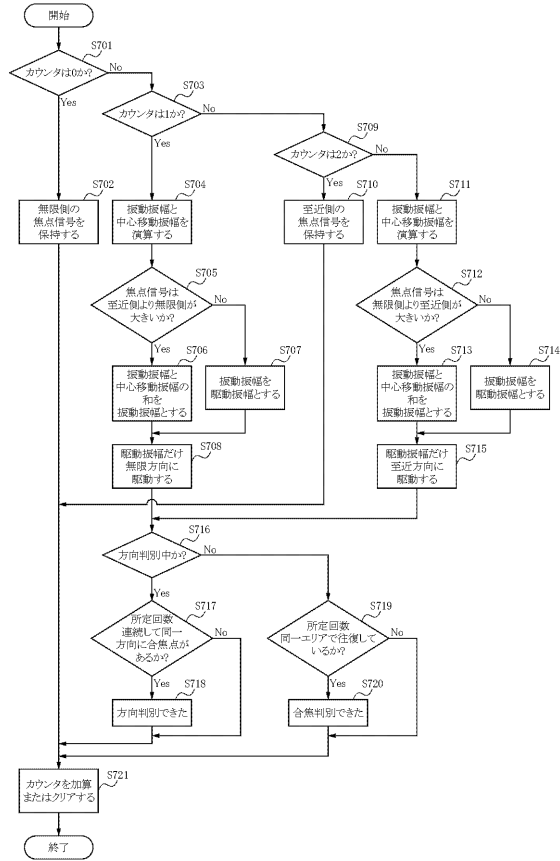 開始
S701
カウンタは0か?
No
Yes
S703
カウンタは1か?
No
Yes
S709
カウンタは2か?
No
Yes
S702
無限側の
焦点信号を
保持する
S704
振動振幅と
中心移動振幅を
演算する
S710
至近側の
焦点信号を
保持する
S711
振動振幅と
中心移動振幅を
演算する
S705
焦点信号は
至近側より無限側が
大きいか?
No
Yes
S712
焦点信号は
無限側より至近側が
大きいか?
No
Yes
S706
振動振幅と
中心移動振幅の
和を
振動振幅とする
S707
振動振幅を
駆動振幅とする
S713
振動振幅と
中心移動振幅の
和を
振動振幅とする
S714
振動振幅を
駆動振幅とする
S708
駆動振幅だけ
無限方向に
駆動する
S715
駆動振幅だけ
至近方向に
駆動する
S716
方向判別中か?
No
Yes
S717
所定回数
連続して同一
方向に合焦点が
あるか?
No
Yes
S719
所定回数
同一エリアで往復して
いるか?
No
Yes
S718
方向判別できた
S720
合焦判別できた
S721
カウンタを加算
またはクリアする
終了